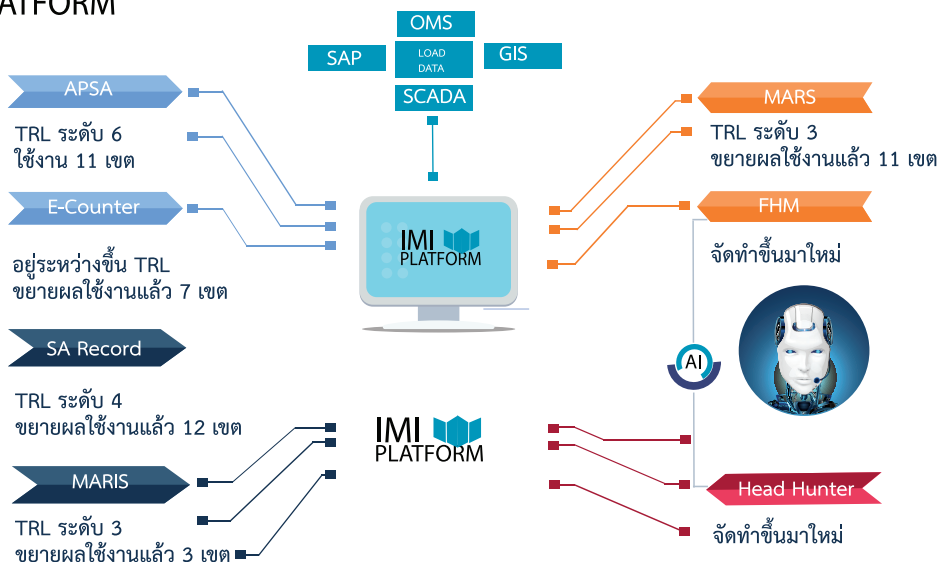 PLATFORM
OMS
SAP
LOAD
DATA
GIS
SCADA
APSA
TRL ระดับ 6
ใช้งาน 11 เขต
E-Counter
อยู่ระหว่างขึ้น TRL
ขยายผลใช้งานแล้ว 7 เขต
SA Record
TRL ระดับ 4
ขยายผลใช้งานแล้ว 12 เขต
MARIS
TRL ระดับ 3
ขยายผลใช้งานแล้ว 3 เขต
IMI
PLATFORM
IMI
PLATFORM
MARS
TRL ระดับ 3
ขยายผลใช้งานแล้ว 11 เขต
FHM
จัดทำขึ้นมาใหม่
AI
Head Hunter
จัดทำขึ้นมาใหม่